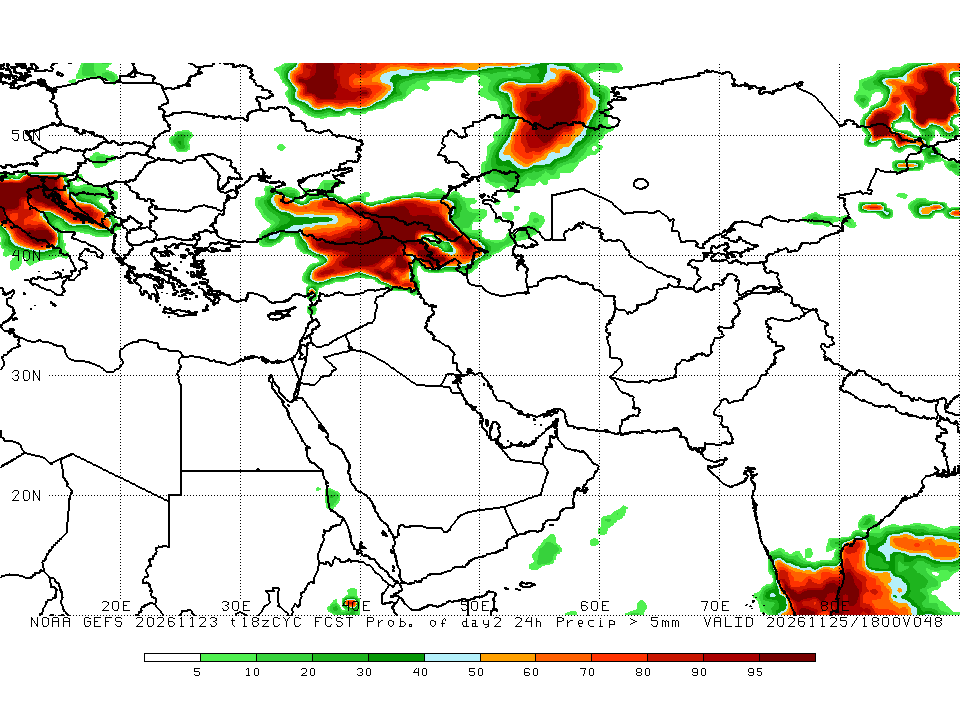 50N
40N
30N
20N
20E 30E 40E 50E 60E 70E 80E
NOAA GEFS 20261123 t18zCYC FCST Prob. of day2 24h Precip > 5mm VALID 20261125/1800V048
5 10 20 30 40 50 60 70 80 90 95